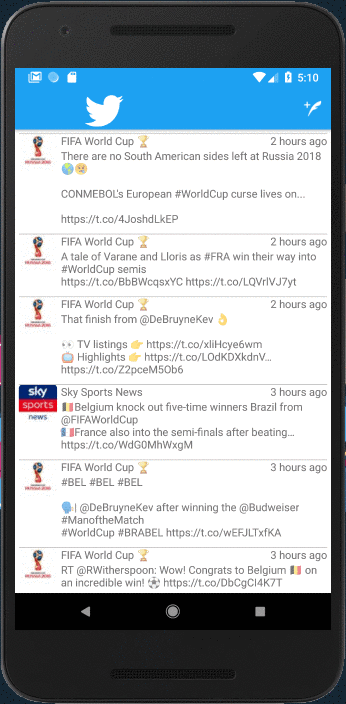 5:10
FIFA World Cup 🏆 2 hours ago
There are no South American sides left at Russia 2018
🌎😢
CONMEBOL's European #WorldCup curse lives on...
https://t.co/4JoshdLkEP
FIFA World Cup 🏆 2 hours ago
A tale of Varane and Lloris as #FRA win their way into
#WorldCup semis
https://t.co/BbBWcqsxYC https://t.co/LQVrlVJ7yt
FIFA World Cup 🏆 2 hours ago
That finish from @DeBruyneKev 👌
👀 TV listings 👉 https://t.co/xliHcye6wm
📺 Highlights 👉 https://t.co/LOdKDXkdnV…
https://t.co/Z2pceM5Ob6
sky
sports
news
Sky Sports News 3 hours ago
🇧🇪Belgium knock out five-time winners Brazil from
@FIFAWorldCup
🇫🇷France also into the semi-finals after beating…
https://t.co/WdG0MhWxgM
FIFA World Cup 🏆 3 hours ago
#BEL #BEL #BEL
🗣️| @DeBruyneKev after winning the @Budweiser
#ManoftheMatch
#WorldCup #BRABEL https://t.co/wEFJLTxfKA
FIFA World Cup 🏆 3 hours ago
RT @RWitherspoon: Wow! Congrats to Belgium 🇧🇪 on
an incredible win! ⚽ https://t.co/DbCgCI4K7T